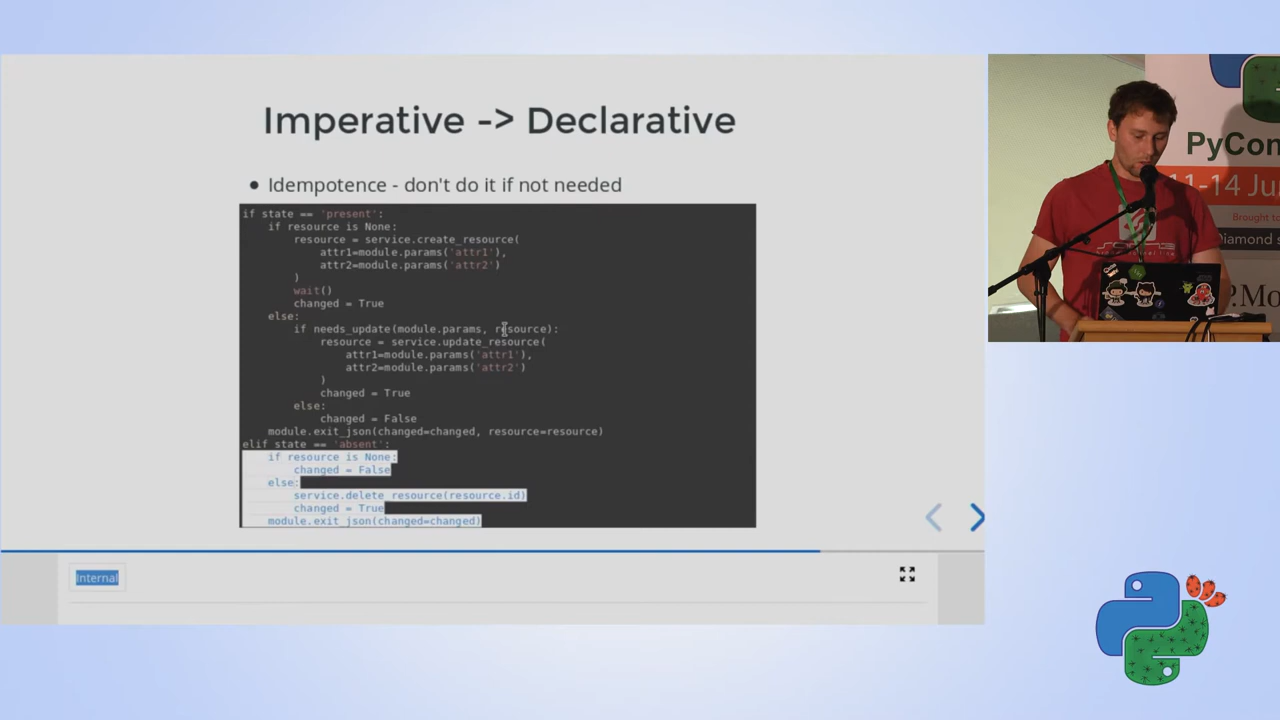 Imperative -> Declarative
Idempotence - don't do it if not needed
if state == 'present':
if resource is None:
resource = service.create_resource(
attr1=module.params('attr1'),
attr2=module.params('attr2')
)
wait()
changed = True
else:
if needs_update(module.params, resource):
resource = service.update_resource(
attr1=module.params('attr1'),
attr2=module.params('attr2')
)
changed = True
else:
changed = False
module.exit_json(changed=changed, resource=resource)
elif state == 'absent':
if resource is None:
changed = False
else:
service.delete_resource(resource.id)
changed = True
module.exit_json(changed=changed)
Internal
PyCon
11-14 Ju
Brought to
Diamond s
P.Mo